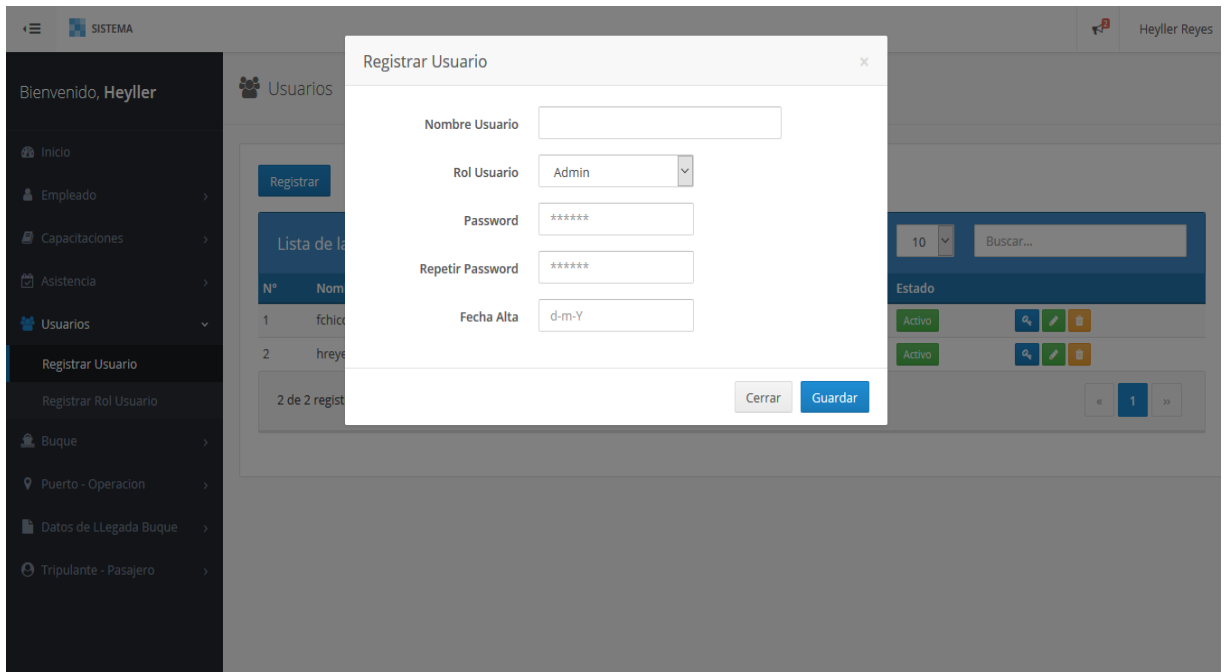 SISTEMA
2
Heyller Reyes
Bienvenido, Heyller
Inicio
Empleado
Capacitaciones
Asistencia
Usuarios
Registrar Usuario
Registrar Rol Usuario
Buque
Puerto - Operacion
Datos de LLegada Buque
Tripulante - Pasajero
Usuarios
Registrar
Lista de la
10
Buscar...
N° Nom Estado
1 fchico Activo
2 hreye Activo
2 de 2 regist
« 1 »
Registrar Usuario ×
Nombre Usuario
Rol Usuario Admin
Password ******
Repetir Password ******
Fecha Alta d-m-Y
Cerrar Guardar